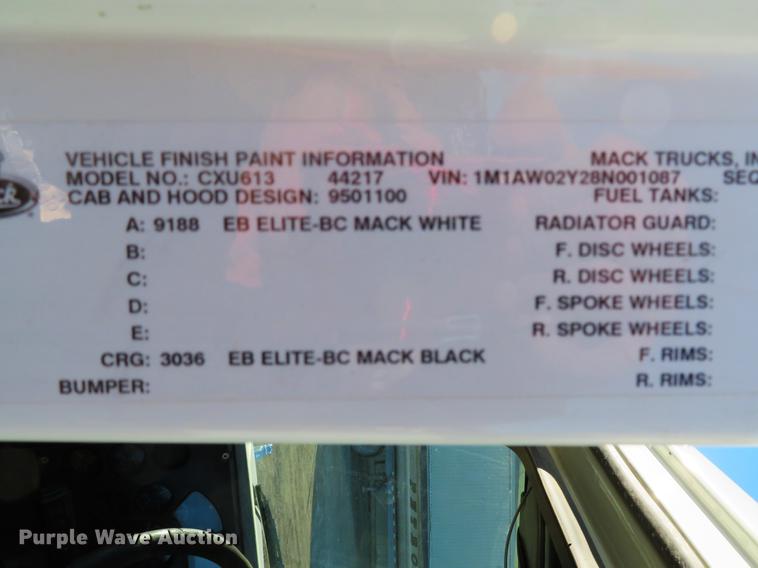 VEHICLE FINISH PAINT INFORMATION MACK TRUCKS, IN
MODEL NO.: CXU613 44217 VIN: 1M1AW02Y28N001087 SEQ
CAB AND HOOD DESIGN: 9501100 FUEL TANKS:
A: 9188 EB ELITE-BC MACK WHITE RADIATOR GUARD:
B: F. DISC WHEELS:
C: R. DISC WHEELS:
D: F. SPOKE WHEELS:
E: R. SPOKE WHEELS:
CRG: 3036 EB ELITE-BC MACK BLACK F. RIMS:
BUMPER: R. RIMS:
Purple Wave Auction